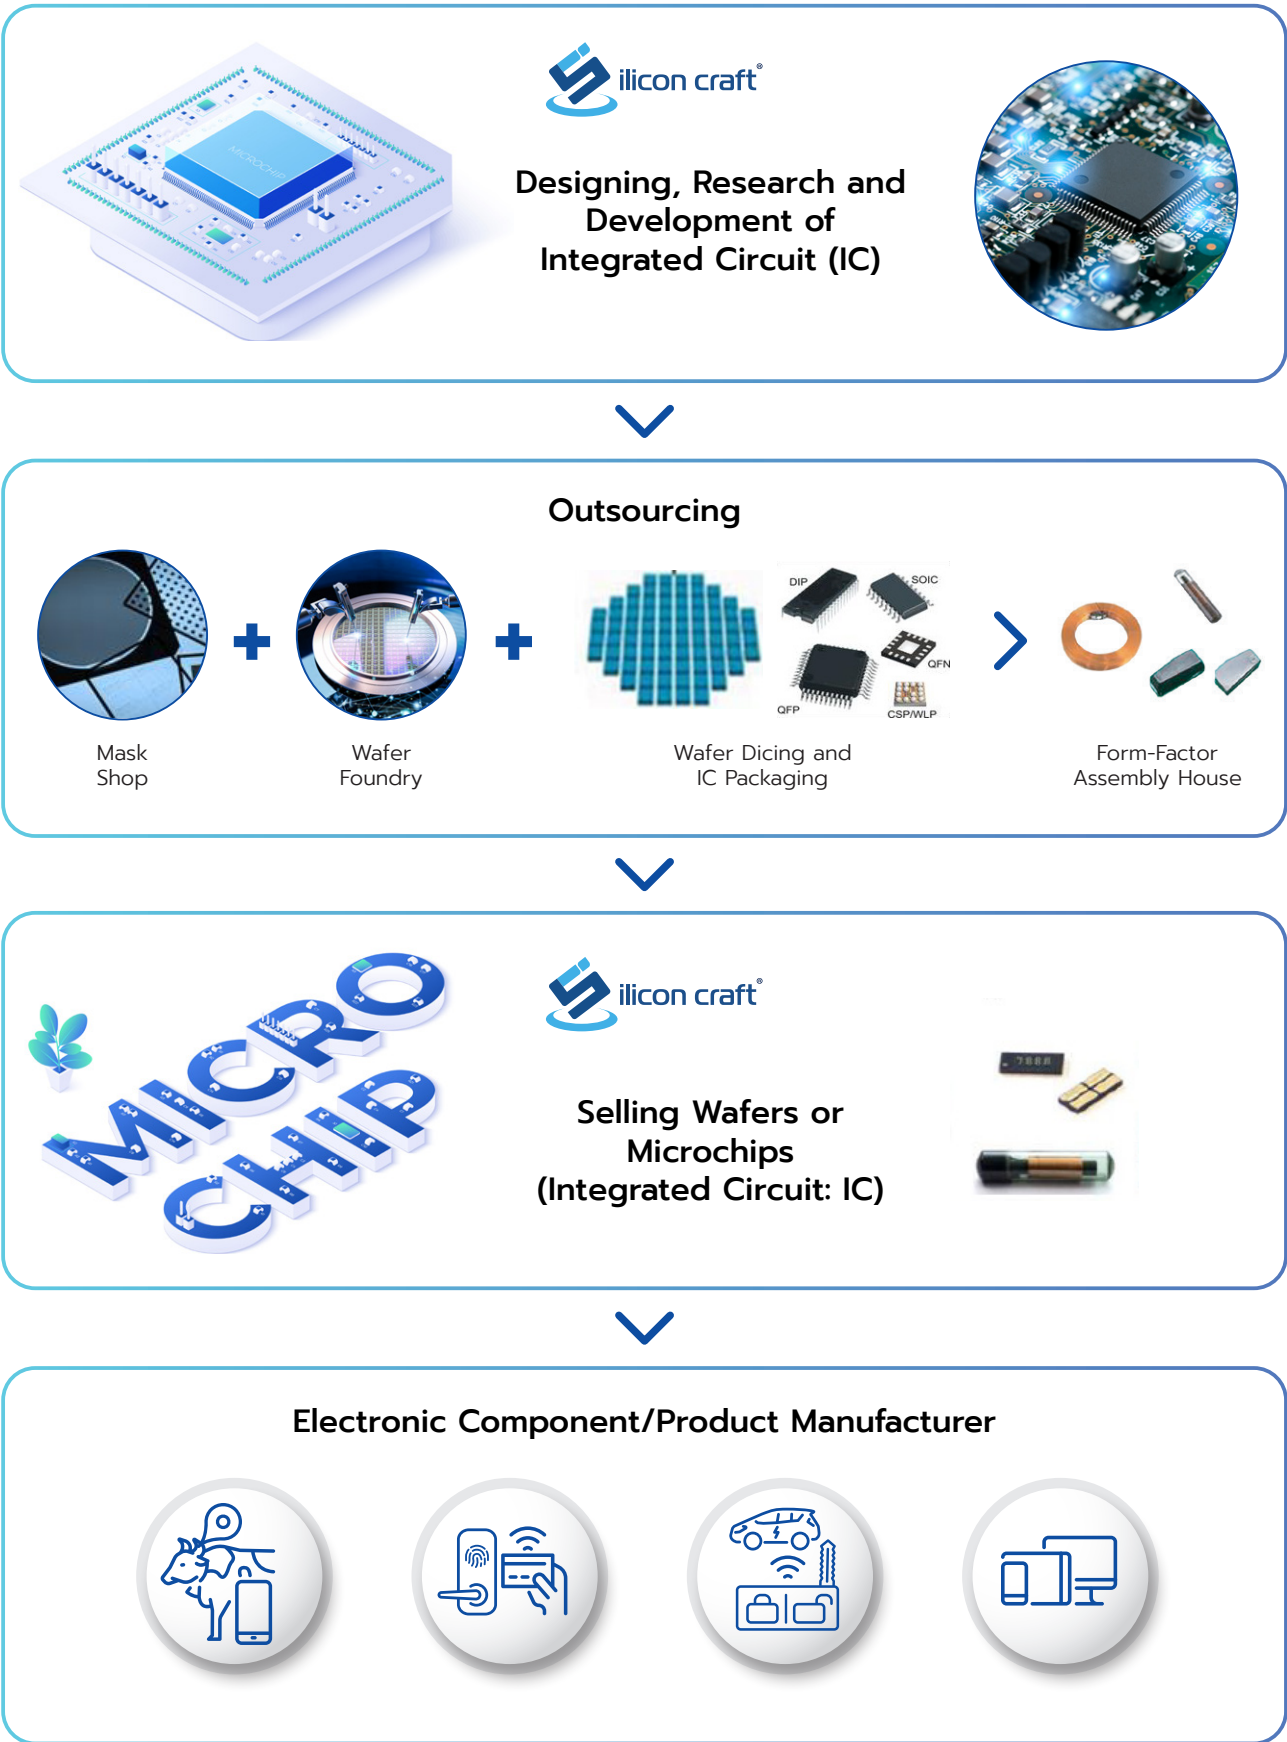 MICROCHIP
ilicon craft®
Designing, Research and
Development of
Integrated Circuit (IC)
Outsourcing
DIP
SOIC
QFN
QFP
CSP/WLP
Mask
Shop
Wafer
Foundry
Wafer Dicing and
IC Packaging
Form-Factor
Assembly House
MICRO
CHIP
ilicon craft®
Selling Wafers or
Microchips
(Integrated Circuit: IC)
Electronic Component/Product Manufacturer